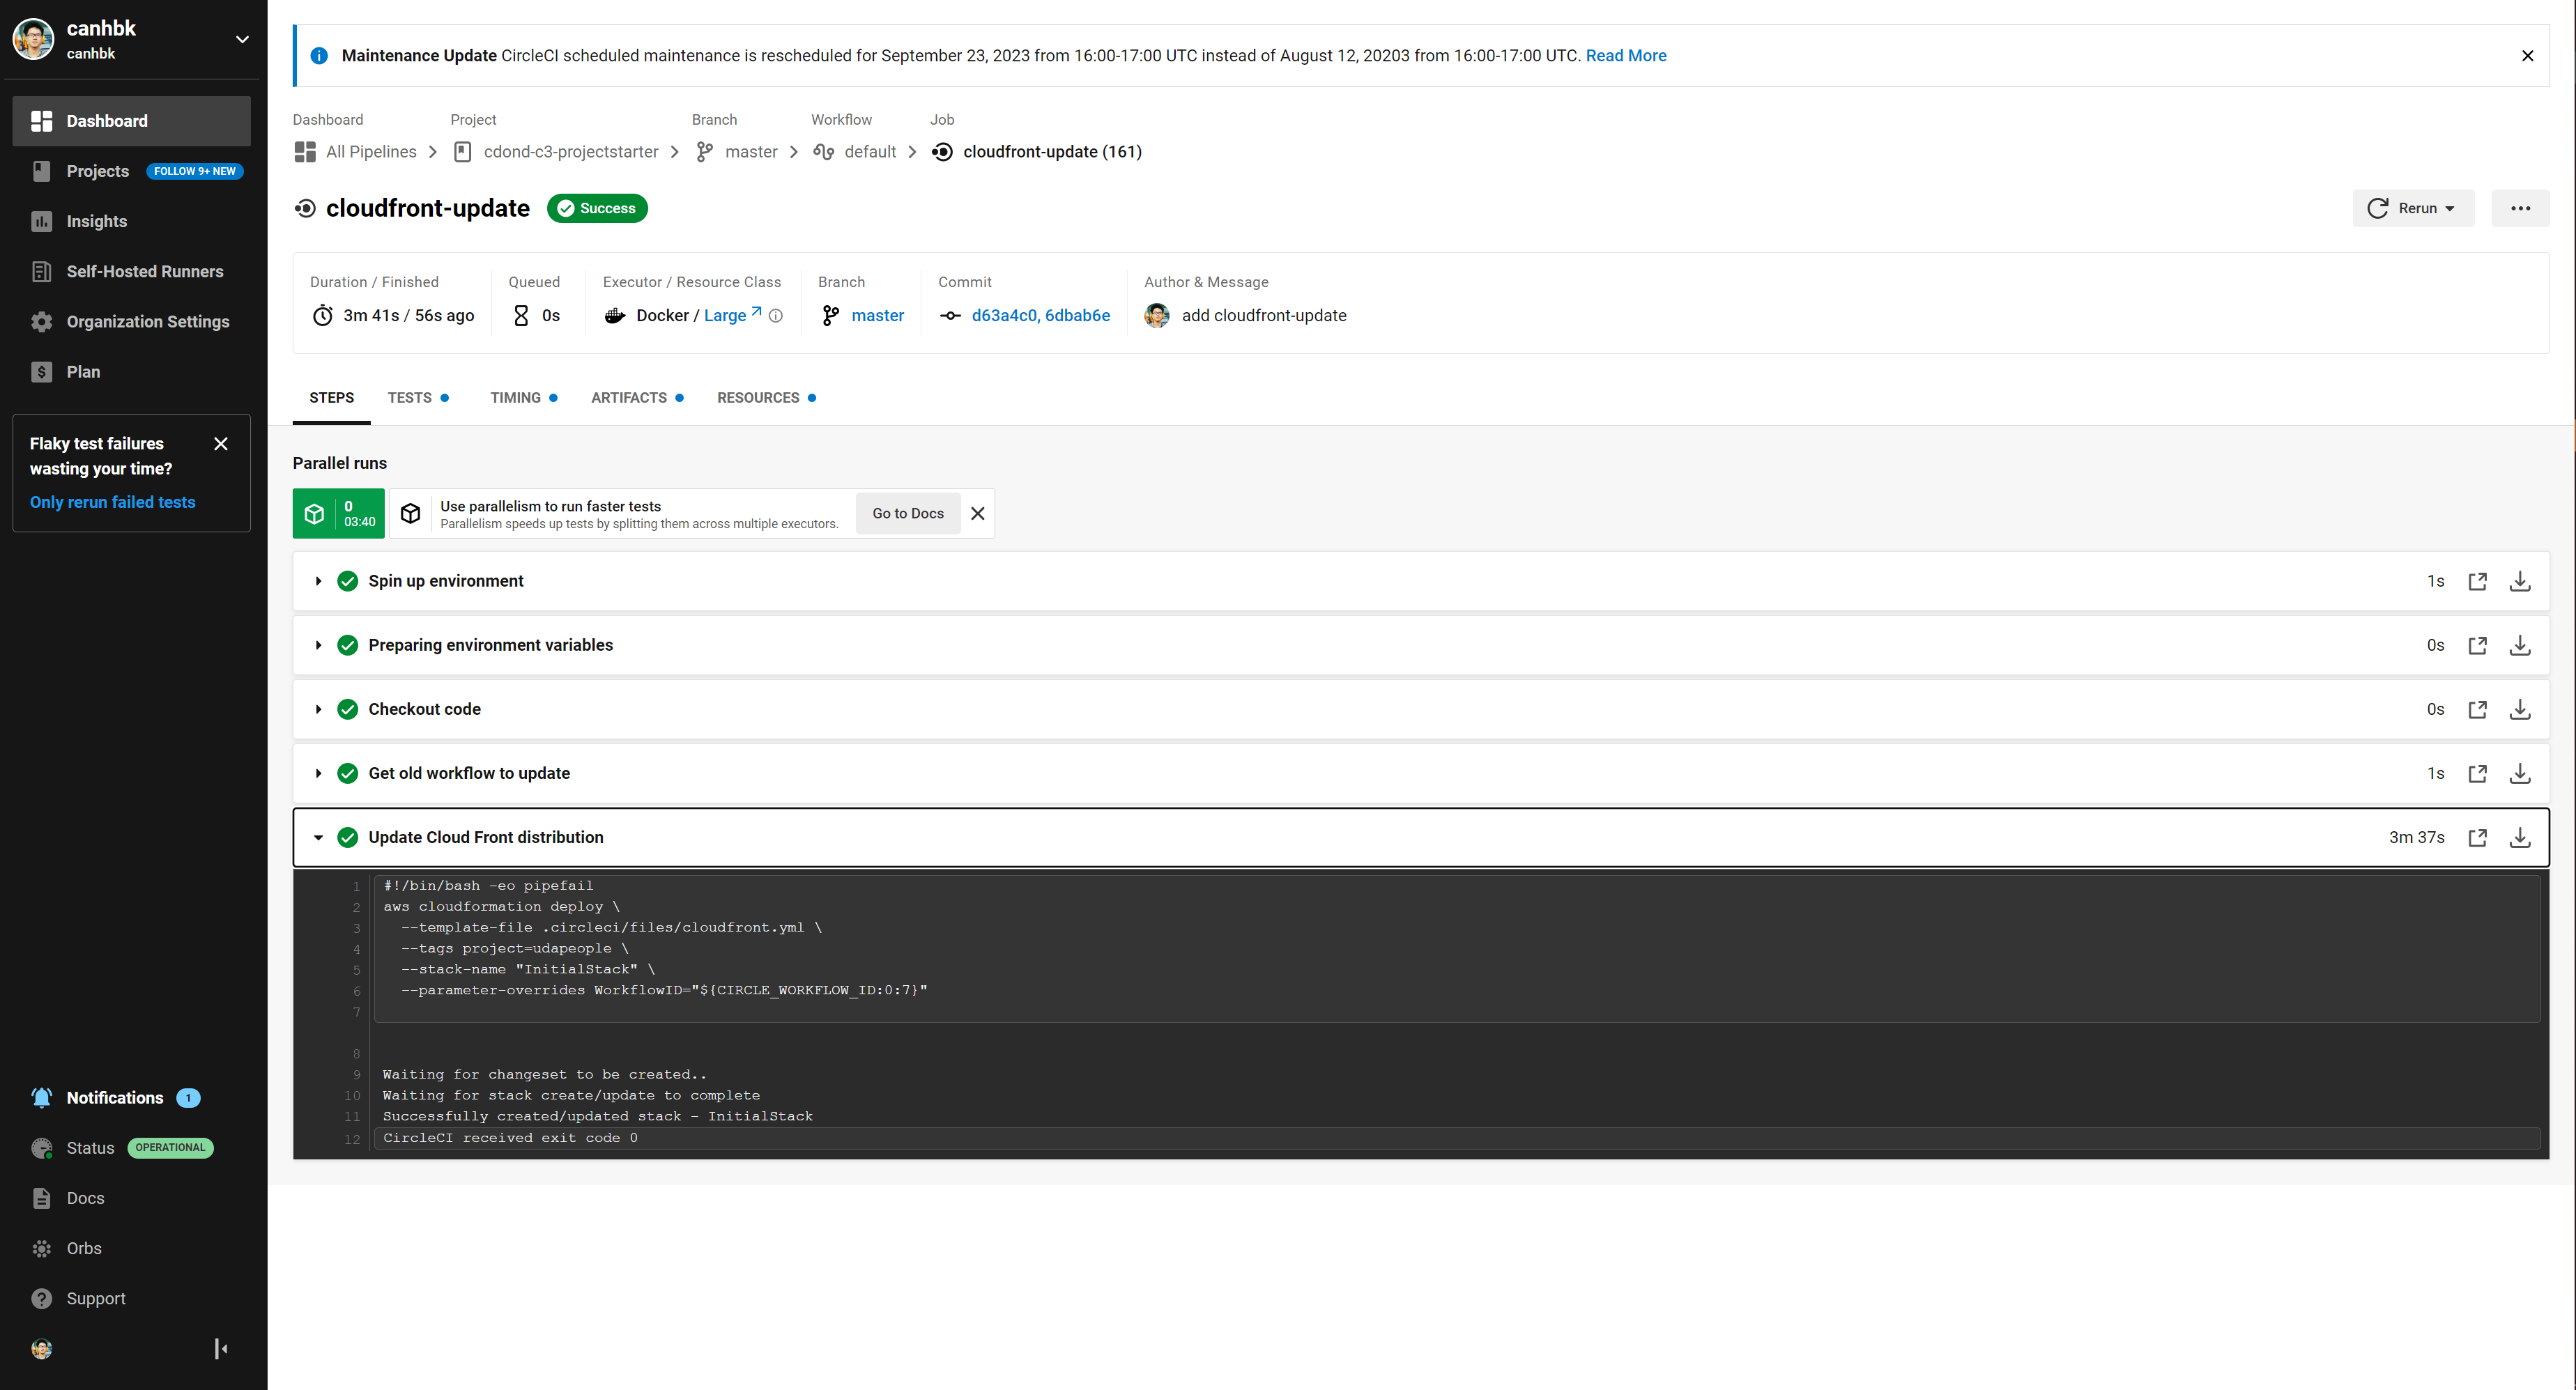 canhbk
canhbk
Dashboard
Projects FOLLOW 9+ NEW
Insights
Self-Hosted Runners
Organization Settings
$ Plan
Flaky test failures
wasting your time?
Only rerun failed tests
Notifications 1
Status OPERATIONAL
Docs
Orbs
Support
Maintenance Update CircleCI scheduled maintenance is rescheduled for September 23, 2023 from 16:00-17:00 UTC instead of August 12, 20203 from 16:00-17:00 UTC. Read More
Dashboard Project Branch Workflow Job
All Pipelines cdond-c3-projectstarter master default cloudfront-update (161)
cloudfront-update Success
Rerun
Duration / Finished Queued Executor / Resource Class Branch Commit Author & Message
3m 41s / 56s ago 0s Docker / Large master d63a4c0, 6dbab6e add cloudfront-update
STEPS TESTS TIMING ARTIFACTS RESOURCES
Parallel runs
0
03:40
Use parallelism to run faster tests
Parallelism speeds up tests by splitting them across multiple executors.
Go to Docs
Spin up environment 1s
Preparing environment variables 0s
Checkout code 0s
Get old workflow to update 1s
Update Cloud Front distribution 3m 37s
1 #!/bin/bash -eo pipefail
2 aws cloudformation deploy \
3 --template-file .circleci/files/cloudfront.yml \
4 --tags project=udapeople \
5 --stack-name "InitialStack" \
6 --parameter-overrides WorkflowID="${CIRCLE_WORKFLOW_ID:0:7}"
7
8
9 Waiting for changeset to be created..
10 Waiting for stack create/update to complete
11 Successfully created/updated stack - InitialStack
12 CircleCI received exit code 0